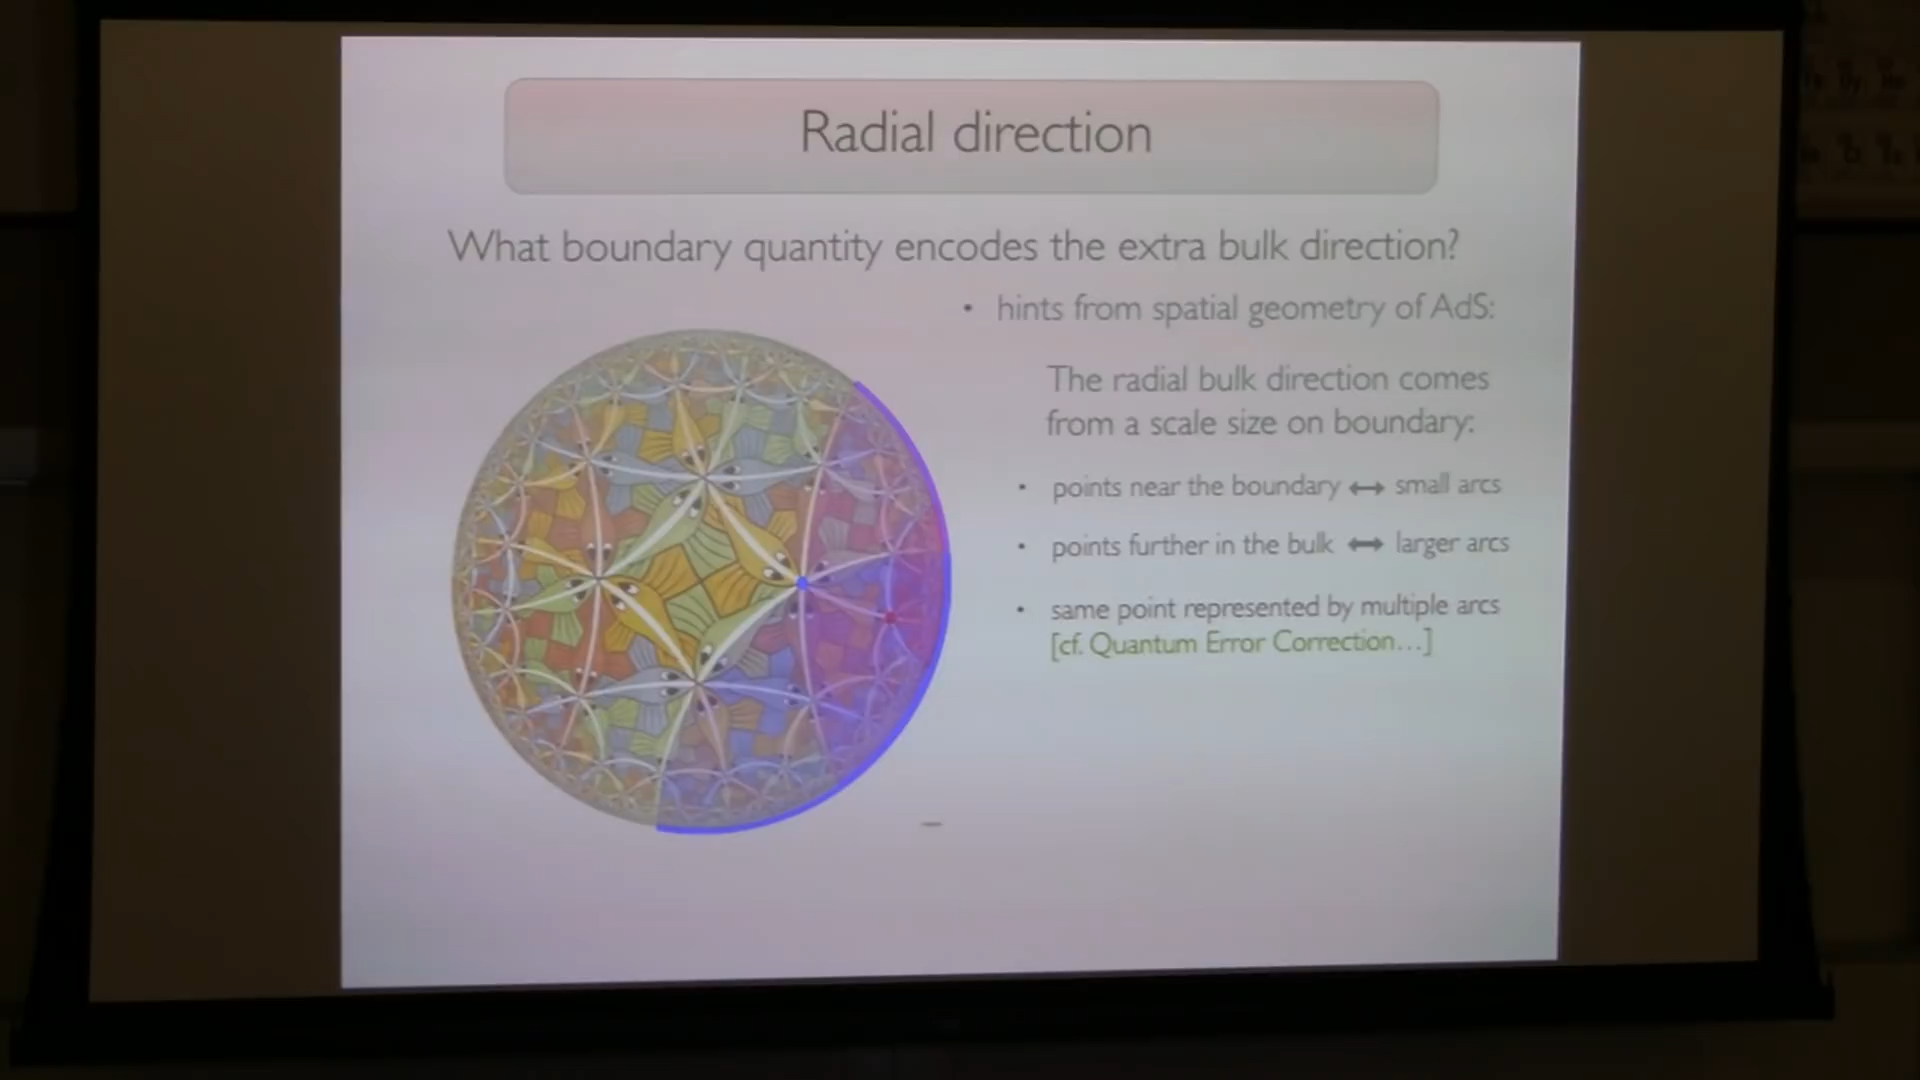 Radial direction
What boundary quantity encodes the extra bulk direction?
• hints from spatial geometry of AdS:
The radial bulk direction comes
from a scale size on boundary:
• points near the boundary ↔ small arcs
• points further in the bulk ↔ larger arcs
• same point represented by multiple arcs
[cf. Quantum Error Correction…]